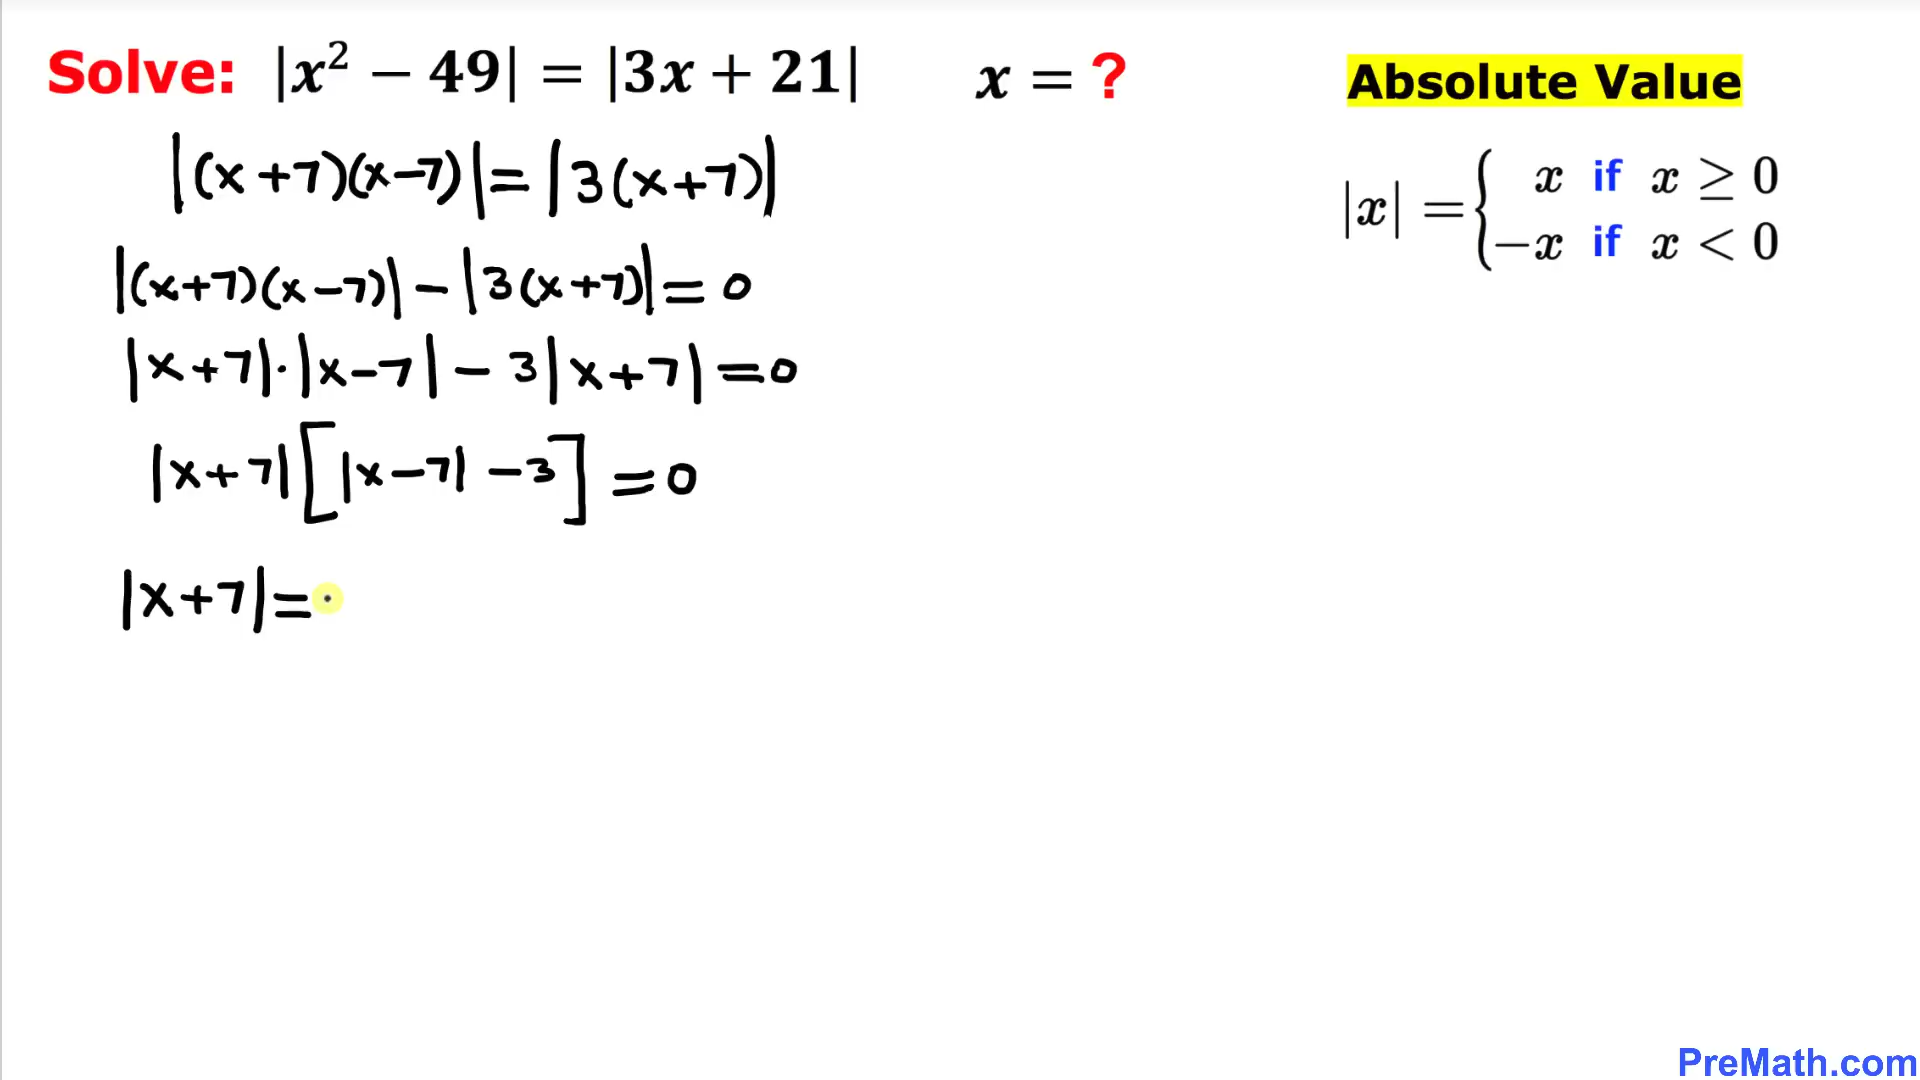 Solve: |x² − 49| = |3x + 21| x = ?
Absolute Value
|x| = { x if x ≥ 0
−x if x < 0
|(x+7)(x-7)| = |3(x+7)|
|(x+7)(x-7)| - |3(x+7)| = 0
|x+7|·|x-7| - 3|x+7| = 0
|x+7| [|x-7| -3] = 0
|x+7| =
PreMath.com